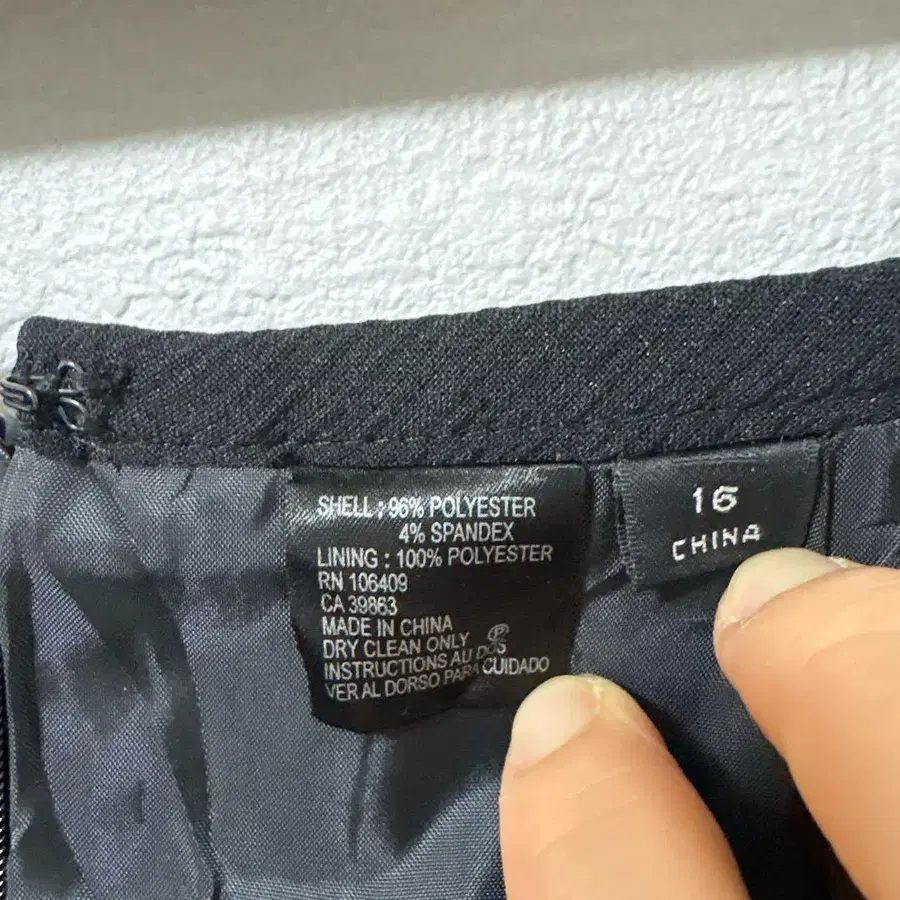 SHELL : 96% POLYESTER
4% SPANDEX
LINING : 100% POLYESTER
RN 106409
CA 39863
MADE IN CHINA
DRY CLEAN ONLY Ⓟ
INSTRUCTIONS AU DOS
VER AL DORSO PARA CUIDADO
16
CHINA